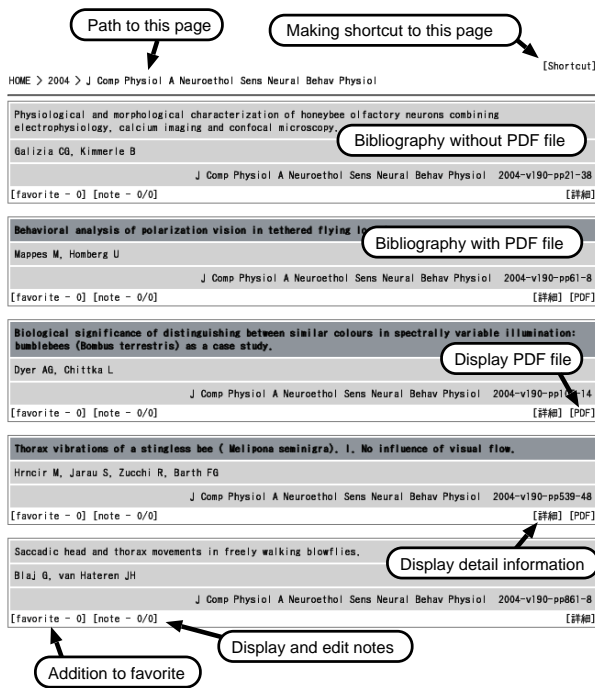 Path to this page
Making shortcut to this page
[Shortcut]
HOME > 2004 > J Comp Physiol A Neuroethol Sens Neural Behav Physiol
Physiological and morphological characterization of honeybee olfactory neurons combining
electrophysiology, calcium imaging and confocal microscopy.
Bibliography without PDF file
Galizia CG, Kimmerle B
J Comp Physiol A Neuroethol Sens Neural Behav Physiol 2004-v190-pp21-38
[favorite - 0] [note - 0/0] [詳細]
Behavioral analysis of polarization vision in tethered flying lo
Bibliography with PDF file
Mappes M, Homberg U
J Comp Physiol A Neuroethol Sens Neural Behav Physiol 2004-v190-pp61-8
[favorite - 0] [note - 0/0] [詳細] [PDF]
Biological significance of distinguishing between similar colours in spectrally variable illumination:
bumblebees (Bombus terrestris) as a case study.
Display PDF file
Dyer AG, Chittka L
J Comp Physiol A Neuroethol Sens Neural Behav Physiol 2004-v190-pp10 -14
[favorite - 0] [note - 0/0] [詳細] [PDF]
Thorax vibrations of a stingless bee ( Melipona seminigra). I. No influence of visual flow.
Hrncir M, Jarau S, Zucchi R, Barth FG
J Comp Physiol A Neuroethol Sens Neural Behav Physiol 2004-v190-pp539-48
[favorite - 0] [note - 0/0] [詳細] [PDF]
Saccadic head and thorax movements in freely walking blowflies.
Display detail information
Blaj G, van Hateren JH
J Comp Physiol A Neuroethol Sens Neural Behav Physiol 2004-v190-pp861-8
[favorite - 0] [note - 0/0] [詳細]
Display and edit notes
Addition to favorite